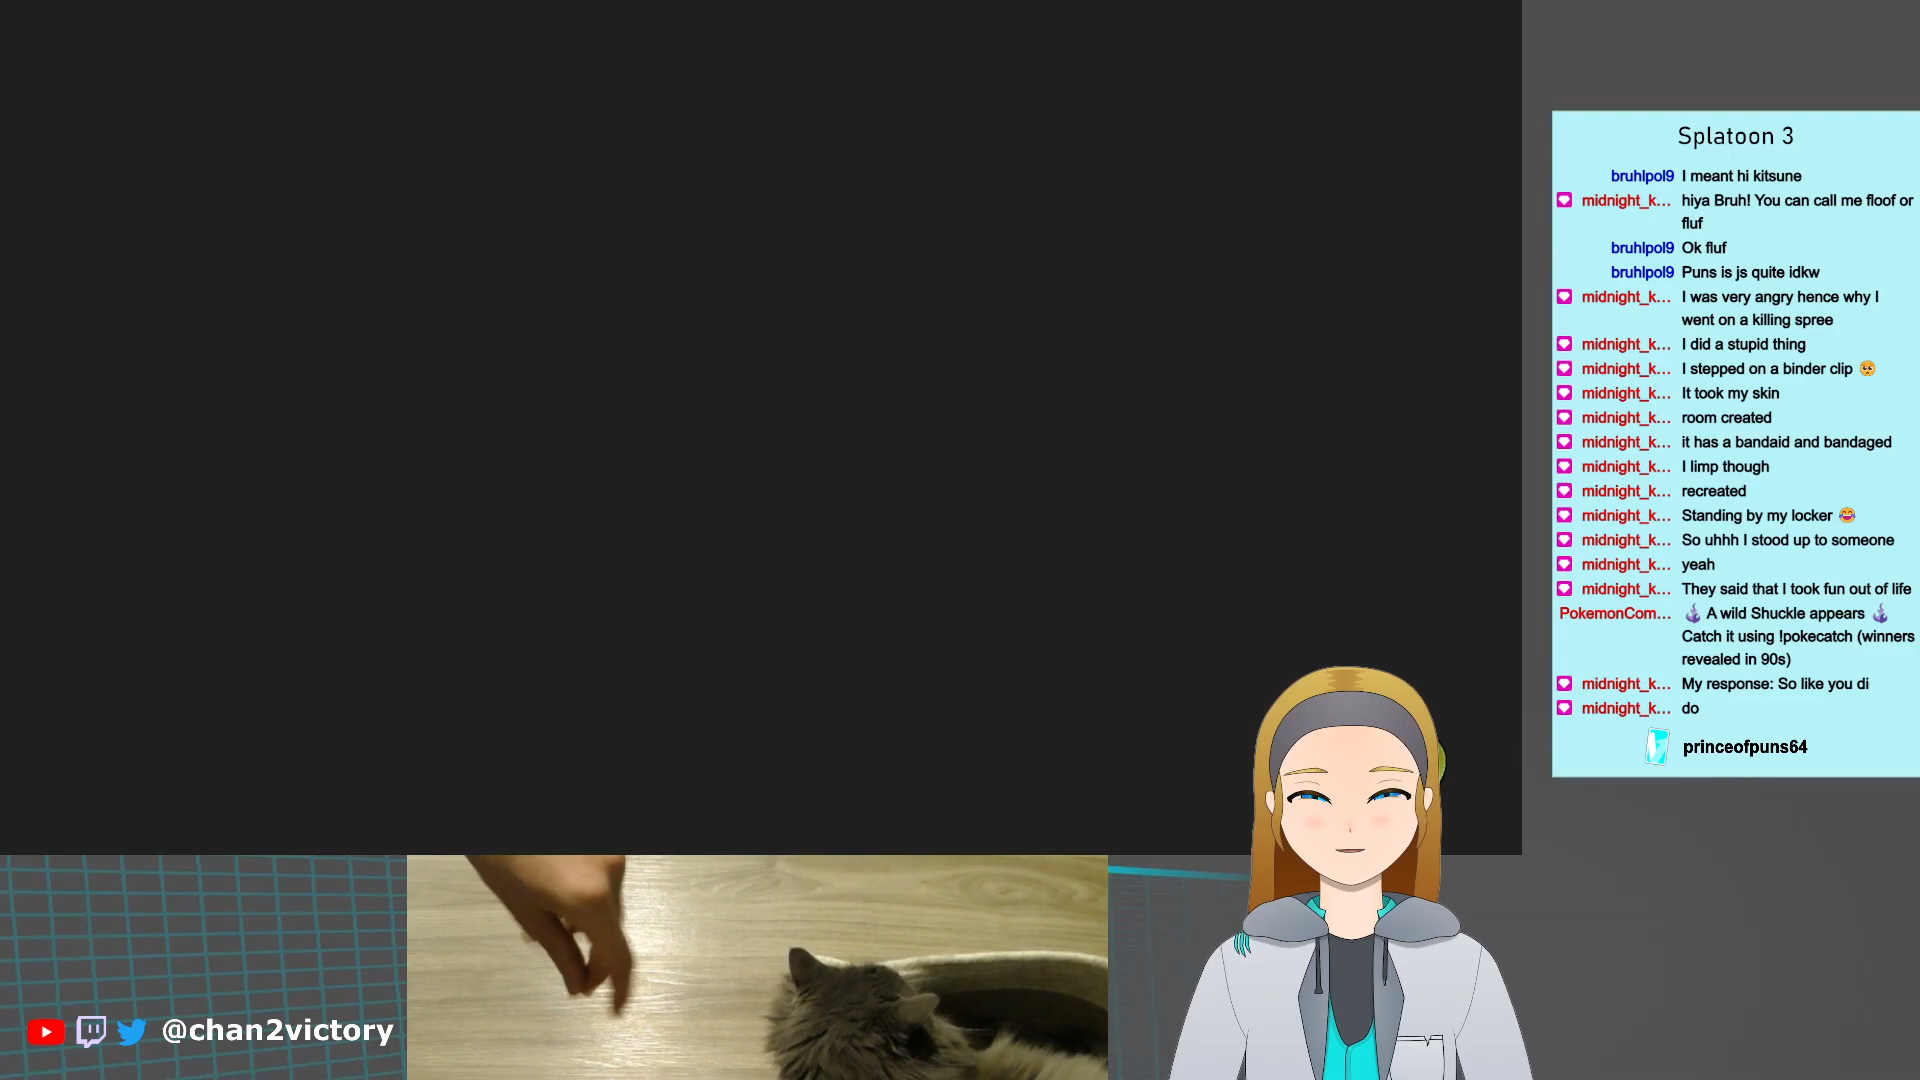 Splatoon 3
bruhlpol9 I meant hi kitsune
midnight_k... hiya Bruh! You can call me floof or
fluf
bruhlpol9 Ok fluf
bruhlpol9 Puns is js quite idkw
midnight_k... I was very angry hence why I
went on a killing spree
midnight_k... I did a stupid thing
midnight_k... I stepped on a binder clip 🥺
midnight_k... It took my skin
midnight_k... room created
midnight_k... it has a bandaid and bandaged
midnight_k... I limp though
midnight_k... recreated
midnight_k... Standing by my locker 😂
midnight_k... So uhhh I stood up to someone
midnight_k... yeah
midnight_k... They said that I took fun out of life
PokemonCom... A wild Shuckle appears
Catch it using !pokecatch (winners
revealed in 90s)
midnight_k... My response: So like you di
midnight_k... do
princeofpuns64
@chan2victory